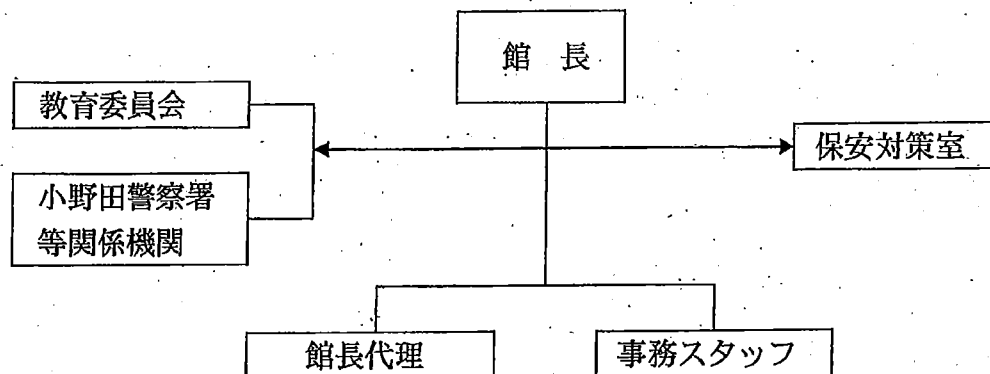 館　長
教育委員会
保安対策室
小野田警察署
等関係機関
館長代理
事務スタッフ